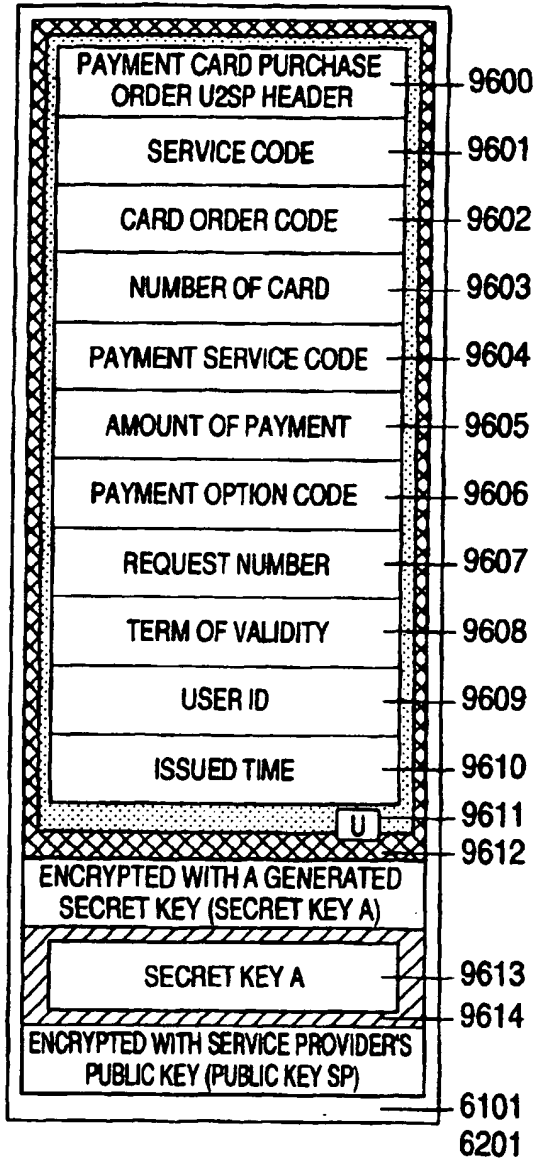 PAYMENT CARD PURCHASE
ORDER U2SP HEADER
9600
SERVICE CODE
9601
CARD ORDER CODE
9602
NUMBER OF CARD
9603
PAYMENT SERVICE CODE
9604
AMOUNT OF PAYMENT
9605
PAYMENT OPTION CODE
9606
REQUEST NUMBER
9607
TERM OF VALIDITY
9608
USER ID
9609
ISSUED TIME
9610
U
9611
9612
ENCRYPTED WITH A GENERATED
SECRET KEY (SECRET KEY A)
SECRET KEY A
9613
9614
ENCRYPTED WITH SERVICE PROVIDER'S
PUBLIC KEY (PUBLIC KEY SP)
6101
6201